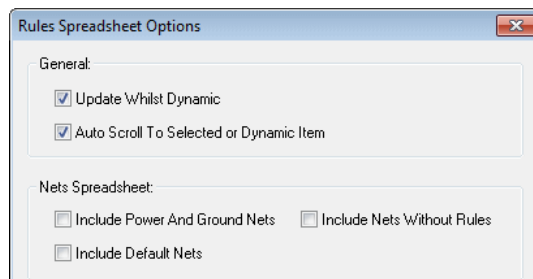 Rules Spreadsheet Options
General:
Update Whilst Dynamic
Auto Scroll To Selected or Dynamic Item
Nets Spreadsheet:
Include Power And Ground Nets Include Nets Without Rules
Include Default Nets